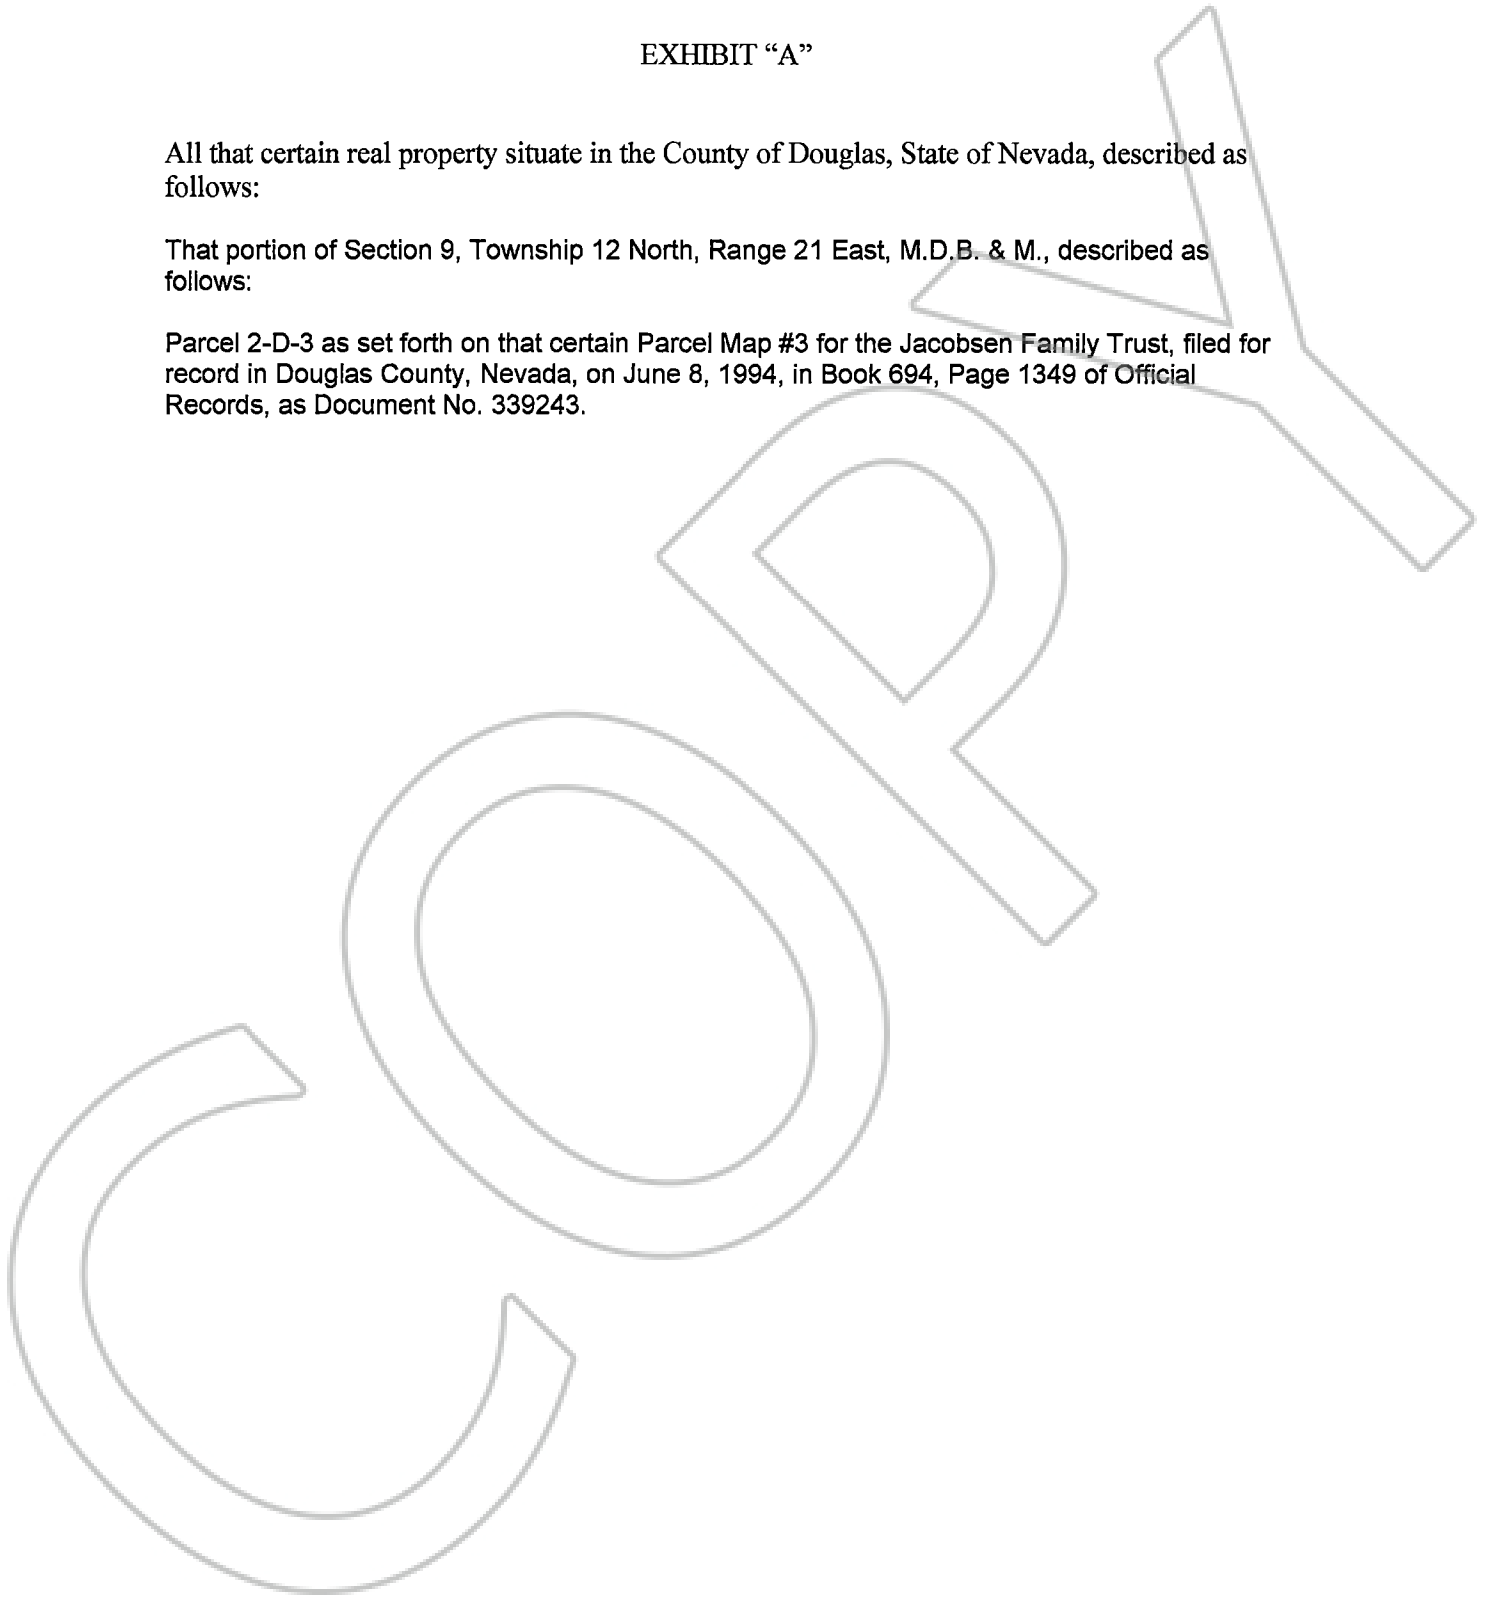 EXHIBIT “A”
All that certain real property situate in the County of Douglas, State of Nevada, described as
follows:
That portion of Section 9, Township 12 North, Range 21 East, M.D.B. & M., described as
follows:
Parcel 2-D-3 as set forth on that certain Parcel Map #3 for the Jacobsen Family Trust, filed for
record in Douglas County, Nevada, on June 8, 1994, in Book 694, Page 1349 of Official
Records, as Document No. 339243.
COPY